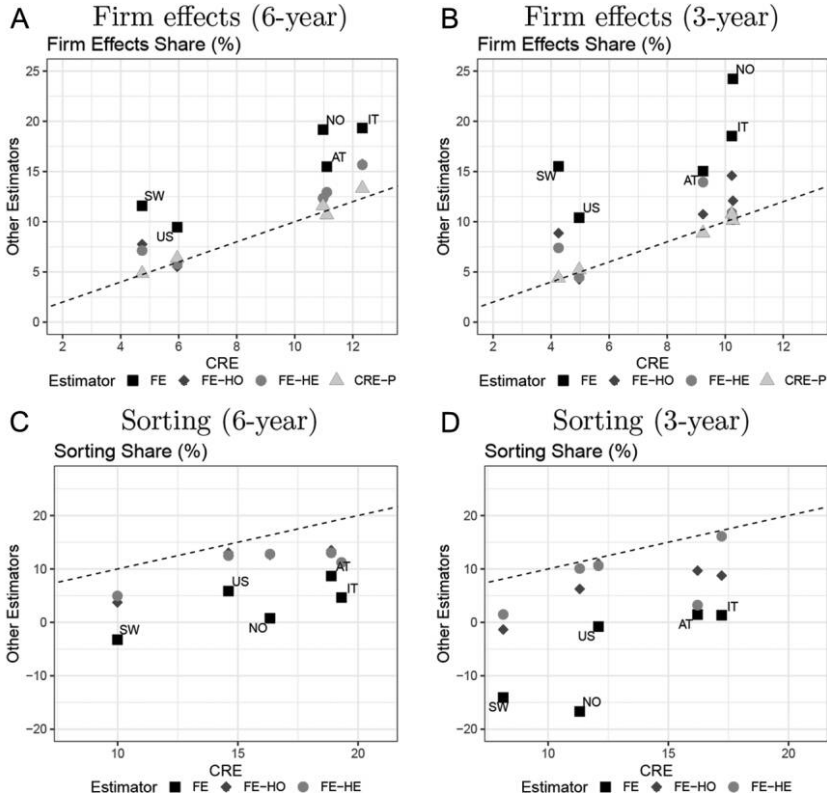 A Firm effects (6-year)
Firm Effects Share (%)
Other Estimators
25
20
15
10
5
0
NO
IT
AT
SW
US
2 4 6 8 10 12
CRE
Estimator FE FE-HO FE-HE CRE-P
B Firm effects (3-year)
Firm Effects Share (%)
Other Estimators
25
20
15
10
5
0
NO
IT
SW
AT
US
2 4 6 8 10 12
CRE
Estimator FE FE-HO FE-HE CRE-P
C Sorting (6-year)
Sorting Share (%)
Other Estimators
20
10
0
−10
−20
AT
US
IT
NO
SW
10 15 20
CRE
Estimator FE FE-HO FE-HE
D Sorting (3-year)
Sorting Share (%)
Other Estimators
20
10
0
−10
−20
IT
AT
US
SW
NO
10 15 20
CRE
Estimator FE FE-HO FE-HE